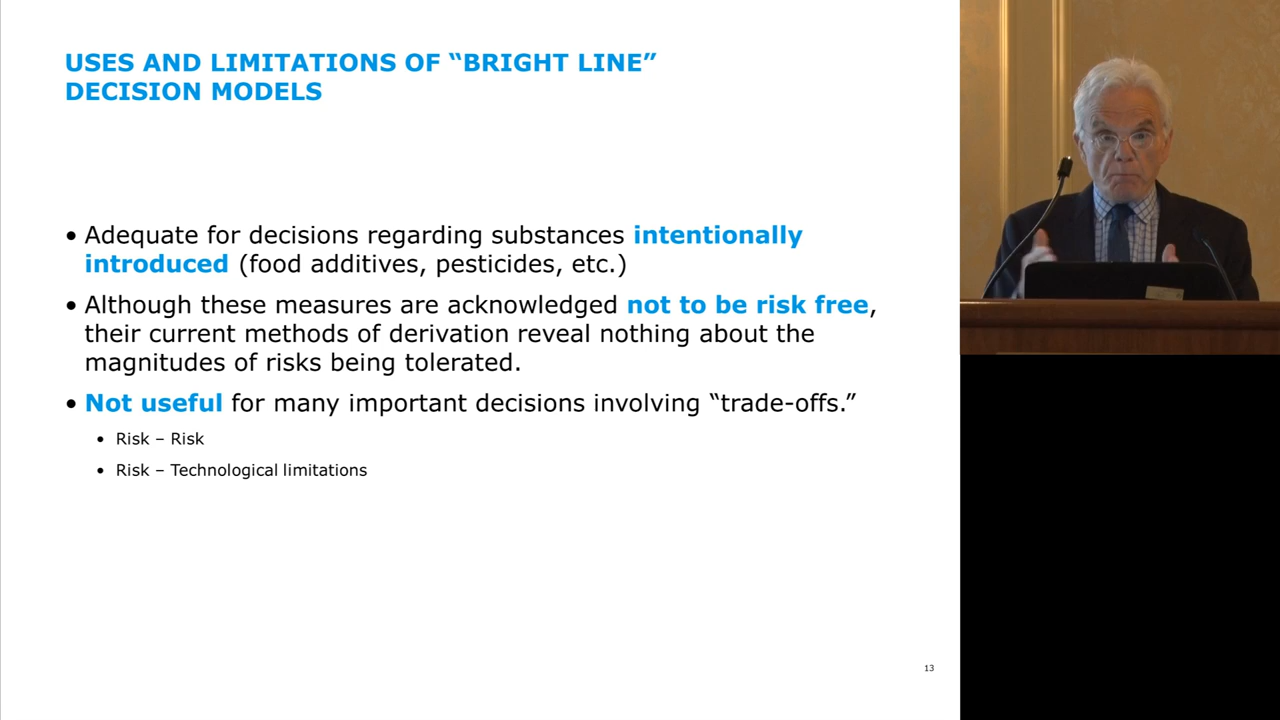 USES AND LIMITATIONS OF “BRIGHT LINE”
DECISION MODELS
• Adequate for decisions regarding substances intentionally
introduced (food additives, pesticides, etc.)
• Although these measures are acknowledged not to be risk free,
their current methods of derivation reveal nothing about the
magnitudes of risks being tolerated.
• Not useful for many important decisions involving “trade-offs.”
• Risk – Risk
• Risk – Technological limitations
13